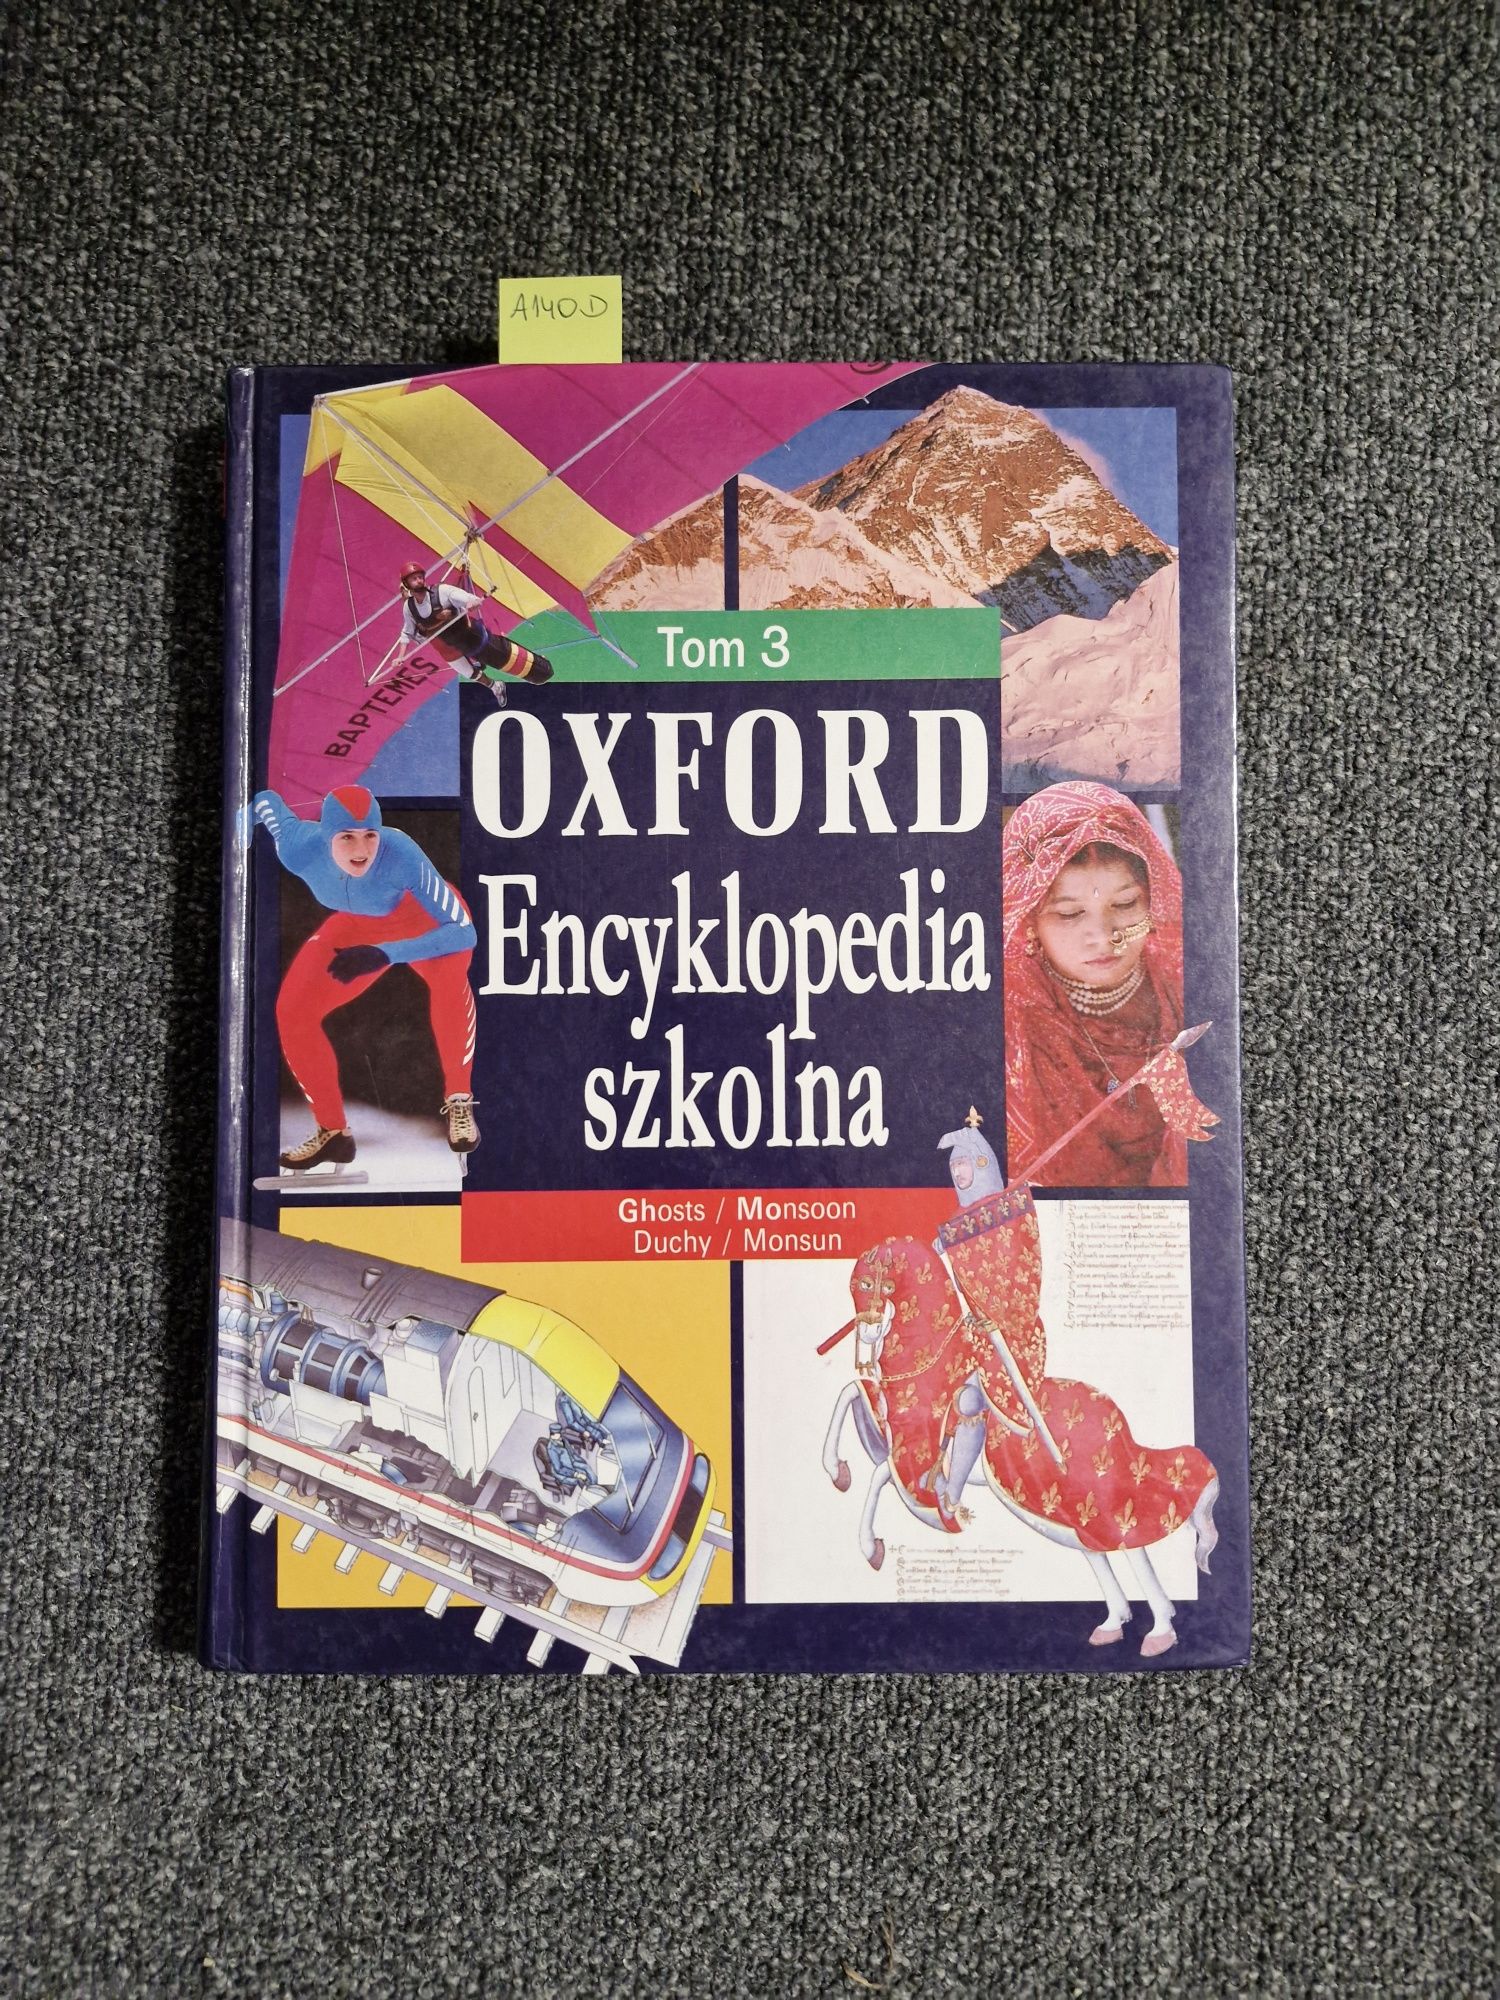 A140D
BAPTEMES
Tom 3
OXFORD
Encyklopedia
szkolna
Ghosts / Monsoon
Duchy / Monsun